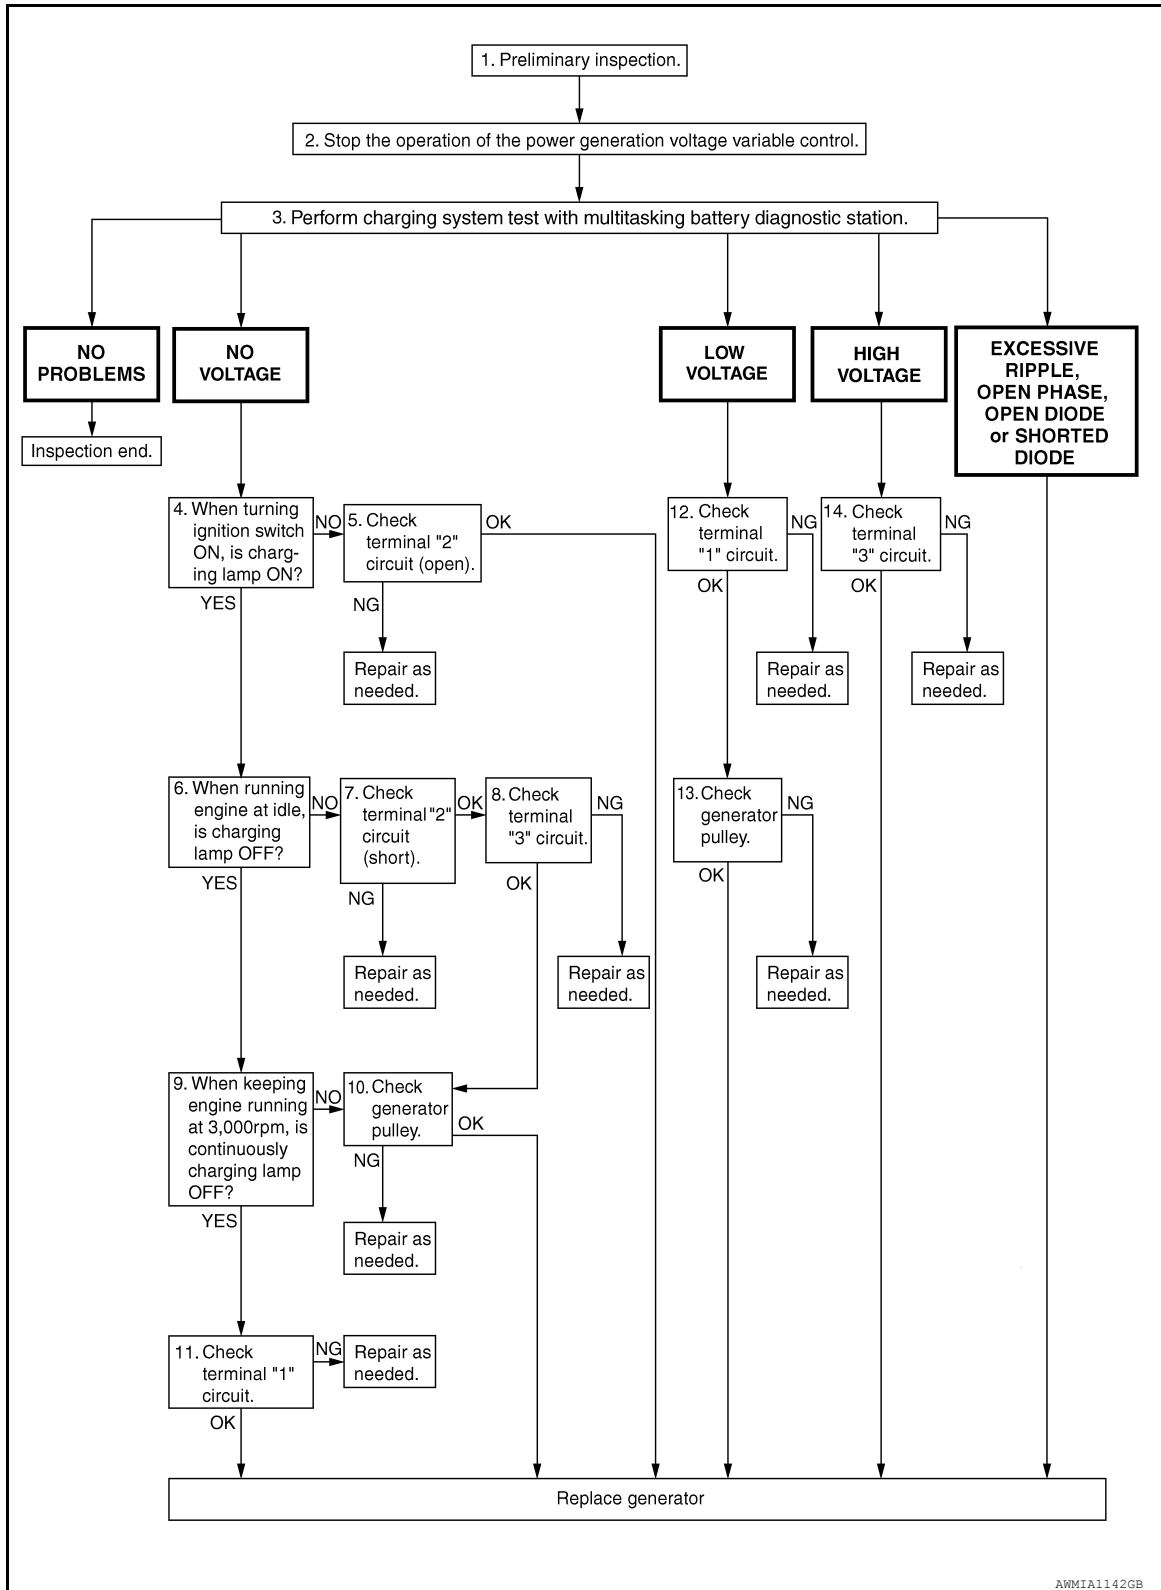 1. Preliminary inspection.
2. Stop the operation of the power generation voltage variable control.
3. Perform charging system test with multitasking battery diagnostic station.
NO
PROBLEMS
NO
VOLTAGE
LOW
VOLTAGE
HIGH
VOLTAGE
EXCESSIVE
RIPPLE,
OPEN PHASE,
OPEN DIODE
or SHORTED
DIODE
Inspection end.
4. When turning
ignition switch
ON, is charg-
ing lamp ON?
NO
YES
5. Check
terminal "2"
circuit (open).
OK
NG
Repair as
needed.
12. Check
terminal
"1" circuit.
NG
OK
Repair as
needed.
14. Check
terminal
"3" circuit.
NG
OK
Repair as
needed.
6. When running
engine at idle,
is charging
lamp OFF?
NO
YES
7. Check
terminal "2"
circuit
(short).
OK
NG
Repair as
needed.
8. Check
terminal
"3" circuit.
NG
OK
Repair as
needed.
13. Check
generator
pulley.
NG
OK
Repair as
needed.
9. When keeping
engine running
at 3,000rpm, is
continuously
charging lamp
OFF?
NO
YES
10. Check
generator
pulley.
OK
NG
Repair as
needed.
11. Check
terminal "1"
circuit.
NG
OK
Repair as
needed.
Replace generator
AWMIA1142GB